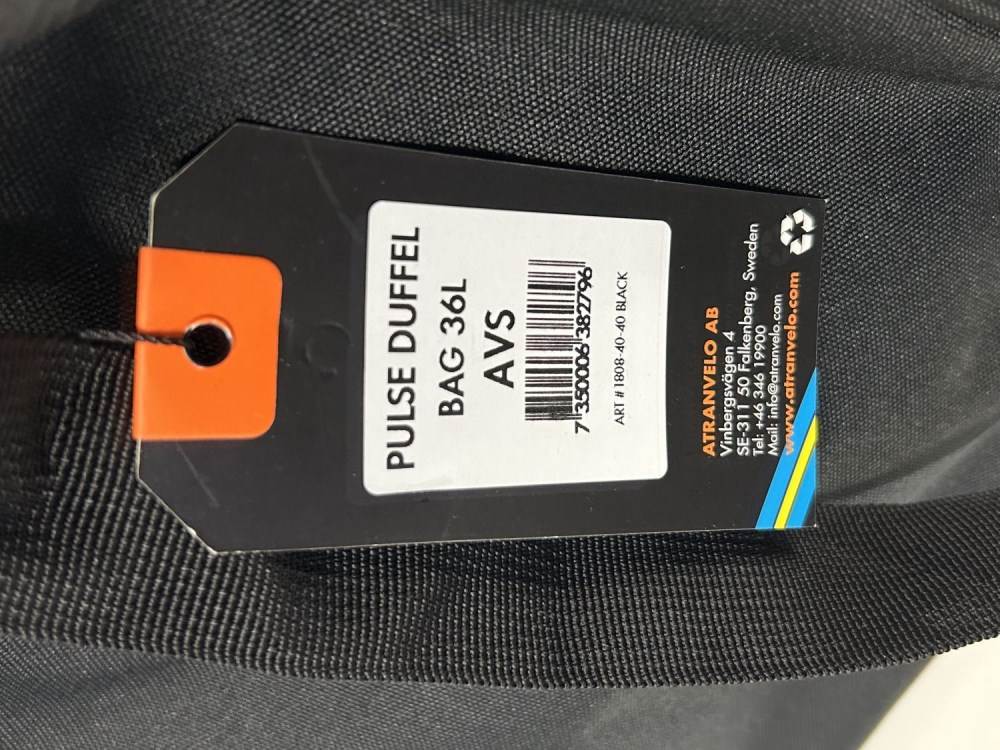 PULSE DUFFEL
BAG 36L
AVS
7 350006 382796
ART # 1808-40-40 BLACK
ATRANVELO AB
Vinbergsvägen 4
SE-311 50 Falkenberg, Sweden
Tel: +46 346 19900
Mail: info@atranvelo.com
www.atranvelo.com